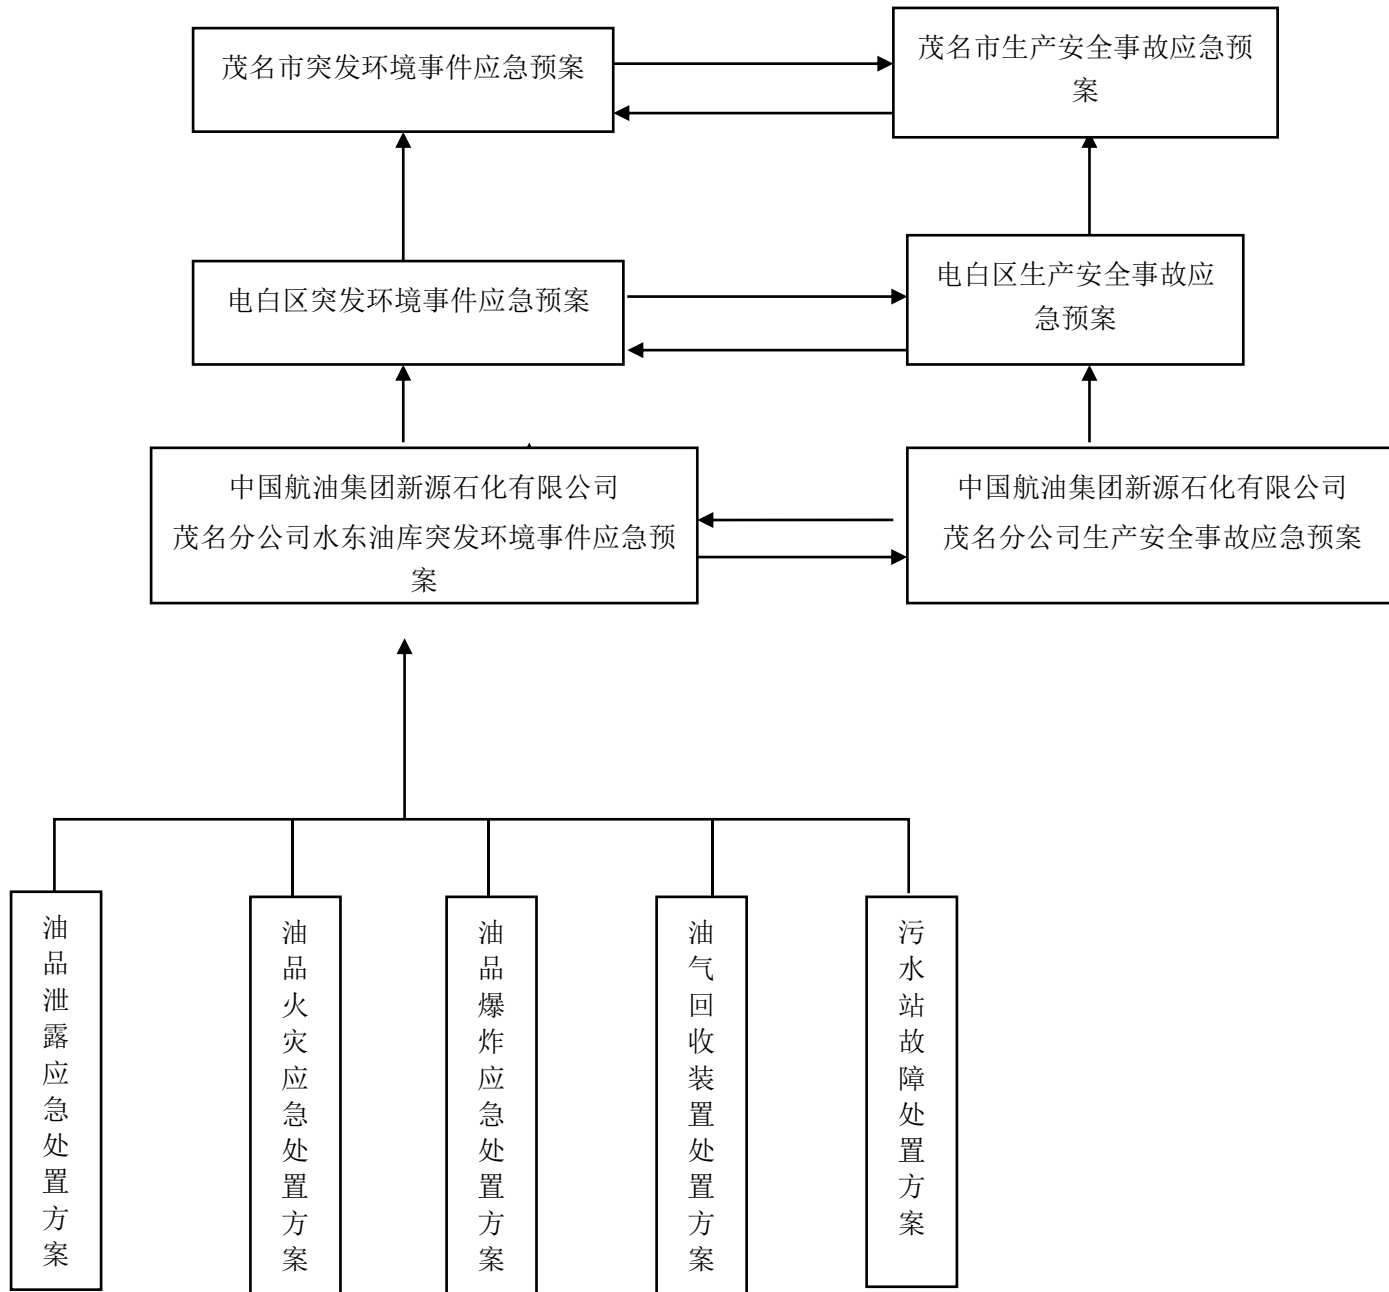 茂名市突发环境事件应急预案
茂名市生产安全事故应急预
案
电白区突发环境事件应急预案
电白区生产安全事故应
急预案
中国航油集团新源石化有限公司
茂名分公司水东油库突发环境事件应急预
案
中国航油集团新源石化有限公司
茂名分公司生产安全事故应急预案
油品泄露应急处置方案
油品火灾应急处置方案
油品爆炸应急处置方案
油气回收装置处置方案
污水站故障处置方案